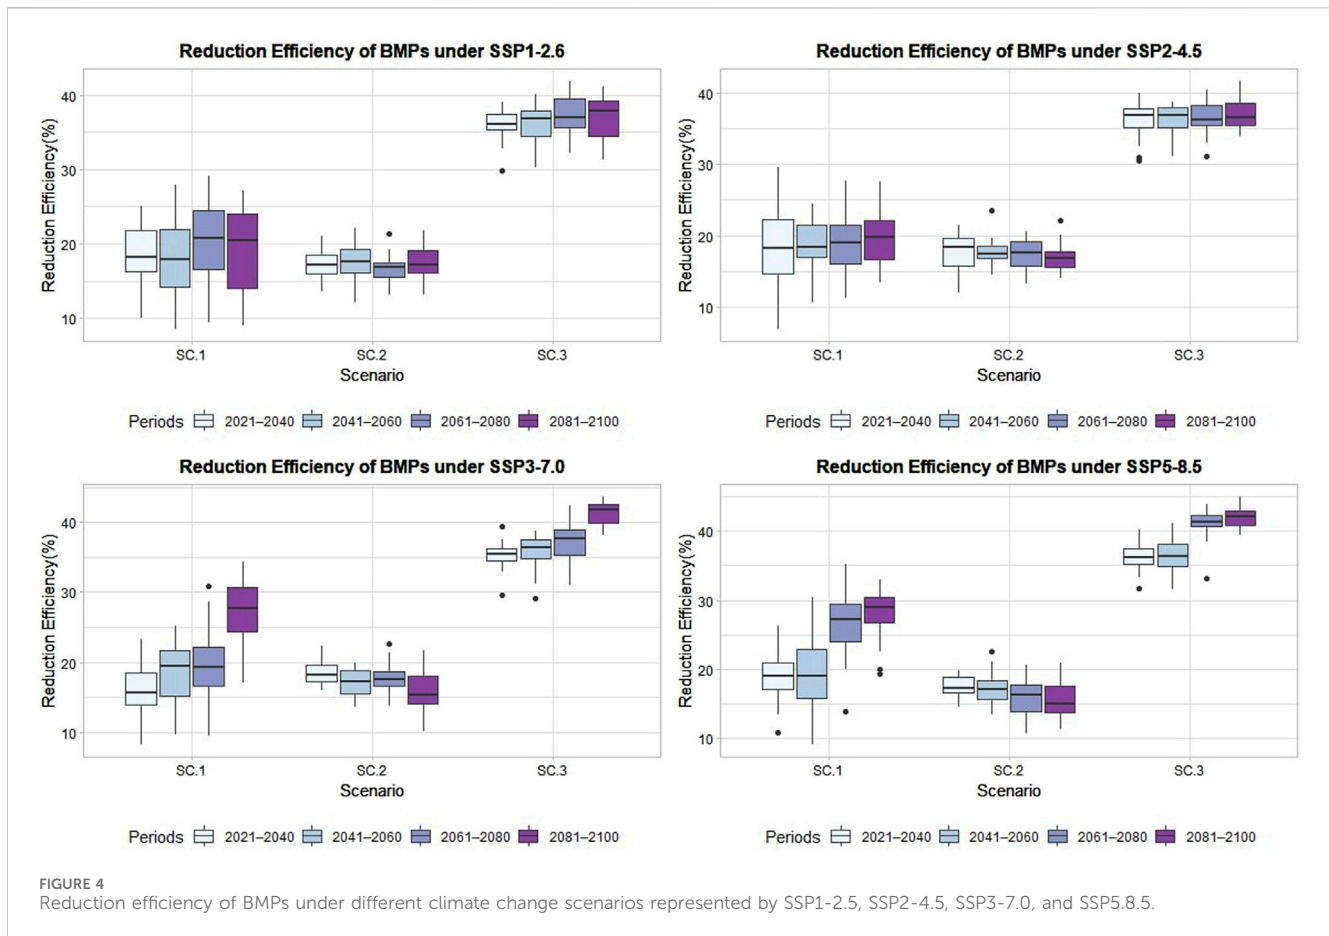 Reduction Efficiency of BMPs under SSP1-2.6
Reduction Efficiency(%)
40
30
20
10
SC.1
SC.2
SC.3
Scenario
Periods 2021–2040 2041–2060 2061–2080 2081–2100
Reduction Efficiency of BMPs under SSP2-4.5
Reduction Efficiency(%)
40
30
20
10
SC.1
SC.2
SC.3
Scenario
Periods 2021–2040 2041–2060 2061–2080 2081–2100
Reduction Efficiency of BMPs under SSP3-7.0
Reduction Efficiency(%)
40
30
20
10
SC.1
SC.2
SC.3
Scenario
Periods 2021–2040 2041–2060 2061–2080 2081–2100
Reduction Efficiency of BMPs under SSP5-8.5
Reduction Efficiency(%)
40
30
20
10
SC.1
SC.2
SC.3
Scenario
Periods 2021–2040 2041–2060 2061–2080 2081–2100
FIGURE 4
Reduction efficiency of BMPs under different climate change scenarios represented by SSP1-2.5, SSP2-4.5, SSP3-7.0, and SSP5.8.5.